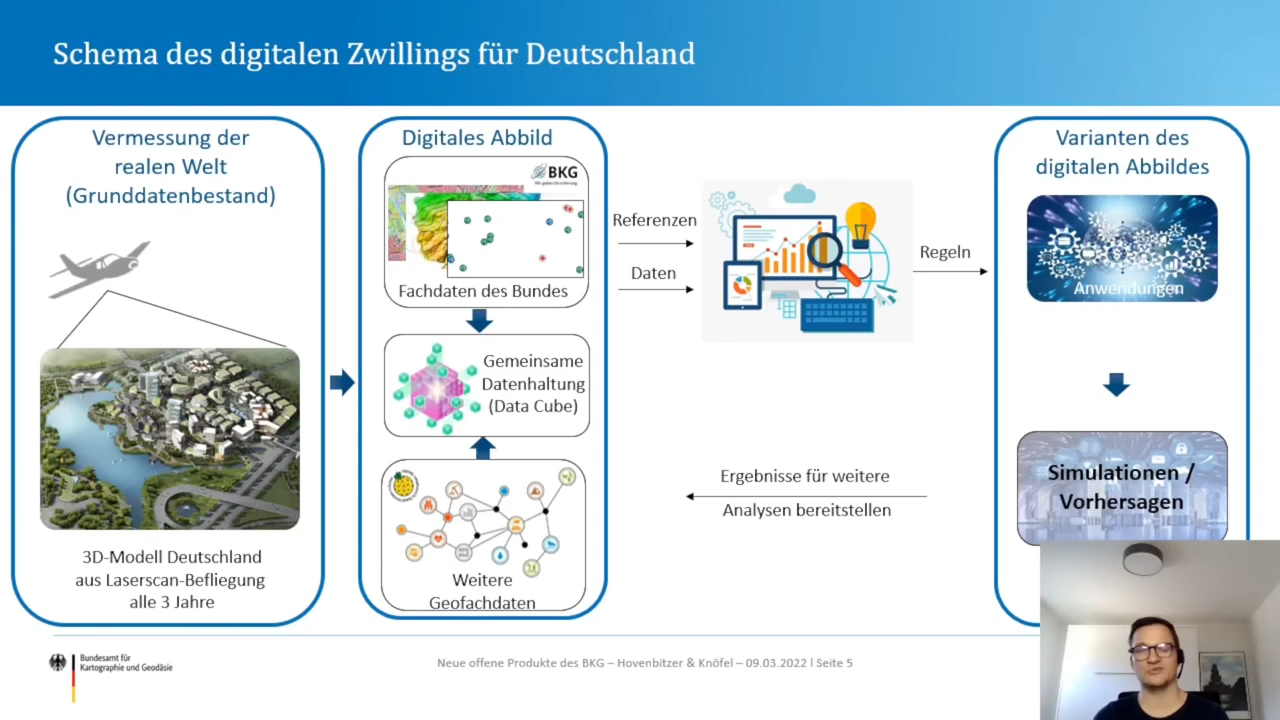 Schema des digitalen Zwillings für Deutschland
Vermessung der
realen Welt
(Grunddatenbestand)
3D-Modell Deutschland
aus Laserscan-Befliegung
alle 3 Jahre
Digitales Abbild
BKG
Fachdaten des Bundes
Gemeinsame
Datenhaltung
(Data Cube)
Weitere
Geofachdaten
Referenzen
Daten
Regeln
Ergebnisse für weitere
Analysen bereitstellen
Varianten des
digitalen Abbildes
Anwendungen
Simulationen /
Vorhersagen
Bundesamt für
Kartographie und Geodäsie
Neue offene Produkte des BKG – Hovenbitzer & Knöfel – 09.03.2022 | Seite 5